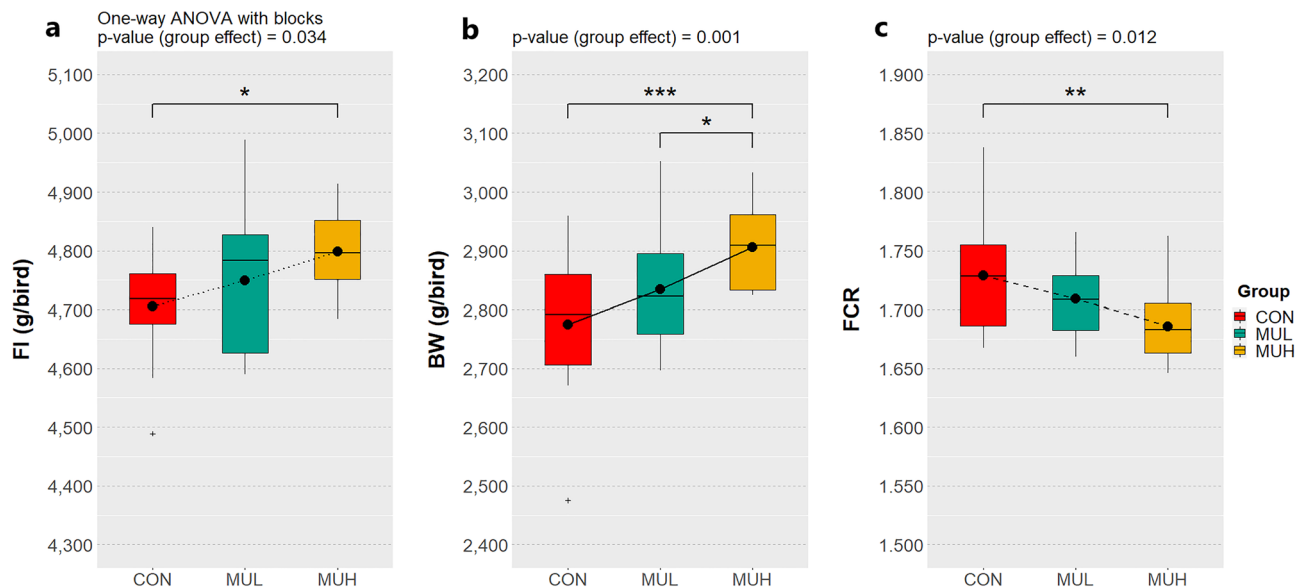 a
One-way ANOVA with blocks
p-value (group effect) = 0.034
FI (g/bird)
5,100
5,000
4,900
4,800
4,700
4,600
4,500
4,400
4,300
*
CON
MUL
MUH
b
p-value (group effect) = 0.001
BW (g/bird)
3,200
3,100
3,000
2,900
2,800
2,700
2,600
2,500
2,400
***
*
CON
MUL
MUH
c
p-value (group effect) = 0.012
FCR
1.900
1.850
1.800
1.750
1.700
1.650
1.600
1.550
1.500
**
CON
MUL
MUH
Group
CON
MUL
MUH